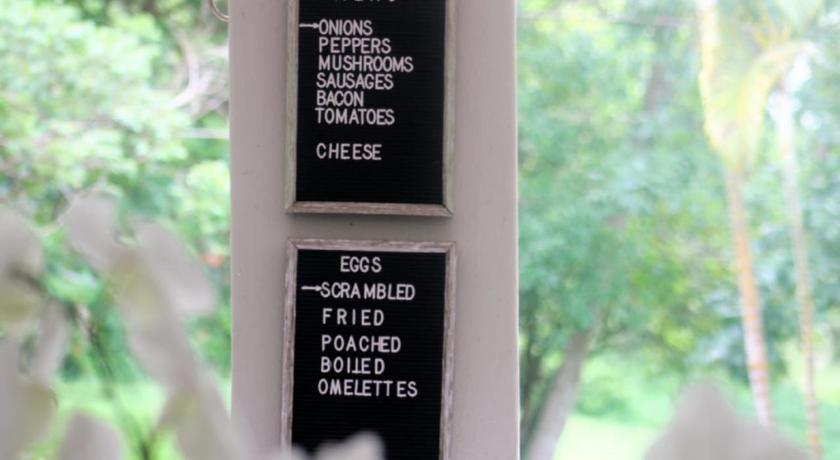 →ONIONS
PEPPERS
MUSHROOMS
SAUSAGES
BACON
TOMATOES
CHEESE
EGGS
→SCRAMBLED
FRIED
POACHED
BOILED
OMELETTES